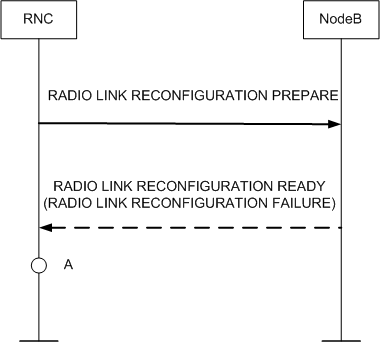 RNC
NodeB
RADIO LINK RECONFIGURATION PREPARE
RADIO LINK RECONFIGURATION READY
(RADIO LINK RECONFIGURATION FAILURE)
A